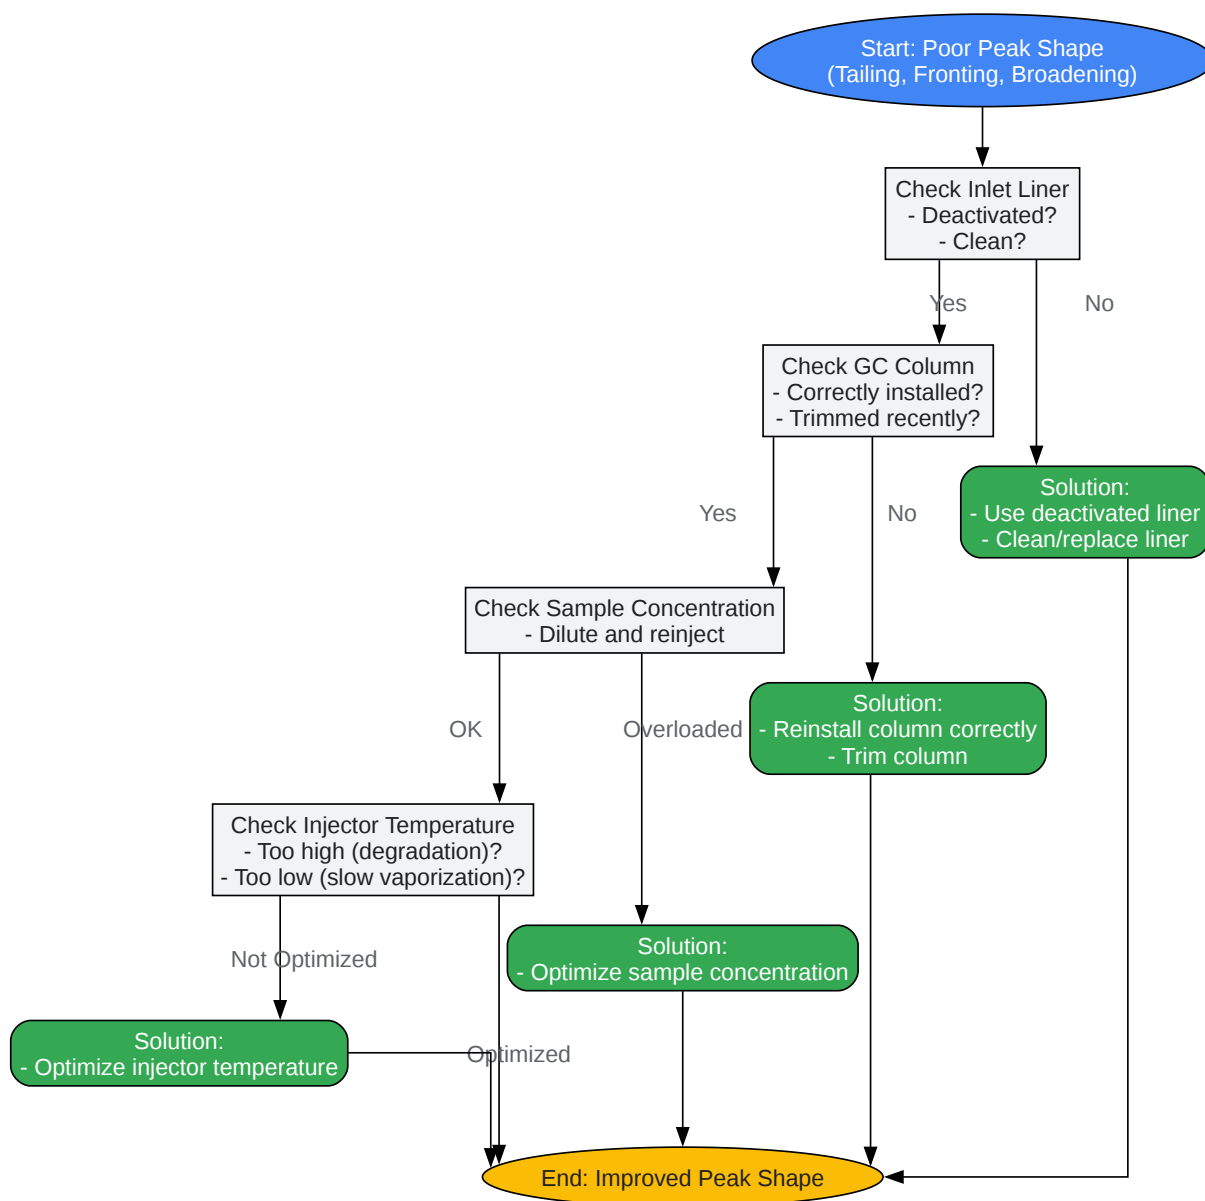 Start: Poor Peak Shape
(Tailing, Fronting, Broadening)
Check Inlet Liner
- Deactivated?
- Clean?
Yes
No
Check GC Column
- Correctly installed?
- Trimmed recently?
Solution:
- Use deactivated liner
- Clean/replace liner
Yes
No
Check Sample Concentration
- Dilute and reinject
Solution:
- Reinstall column correctly
- Trim column
OK
Overloaded
Check Injector Temperature
- Too high (degradation)?
- Too low (slow vaporization)?
Solution:
- Optimize sample concentration
Not Optimized
Solution:
- Optimize injector temperature
Optimized
End: Improved Peak Shape